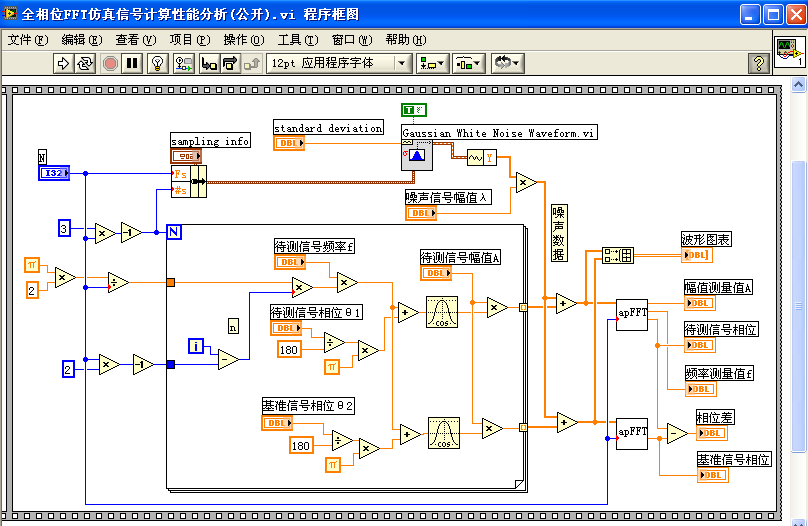 全相位FFT仿真信号计算性能分析(公开).vi 程序框图
文件(F) 编辑(E) 查看(V) 项目(P) 操作(O) 工具(T) 窗口(W) 帮助(H)
12pt 应用程序字体
?
1
T F
standard deviation
DBL
Gaussian White Noise Waveform.vi
sampling info
N
I32
Fs
#s
Y
噪声信号幅值λ
DBL
噪声数据
3
-1
N
π
2
待测信号频率f
DBL
待测信号幅值A
DBL
波形图表
DBL
幅值测量值A
DBL
待测信号相位θ1
DBL
n
i
180
π
cos
apFFT
待测信号相位
DBL
2
-1
频率测量值f
DBL
基准信号相位θ2
DBL
180
π
cos
apFFT
相位差
DBL
基准信号相位
DBL